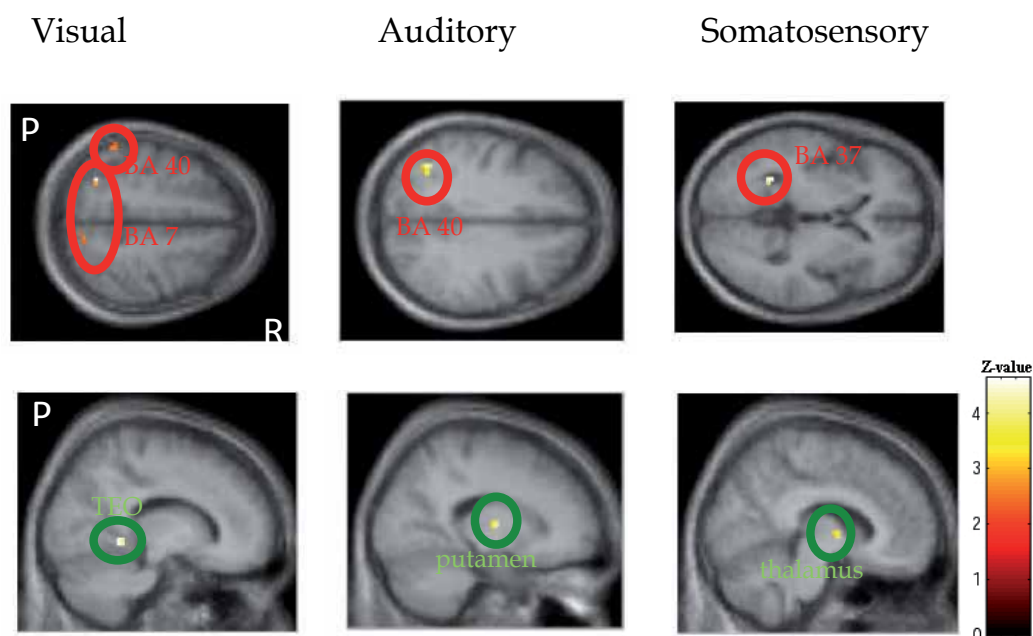 Visual Auditory Somatosensory
P
BA 40
BA 7
R
BA 40
BA 37
P
putamen
thalamus
Z-value
4
3
2
1
0